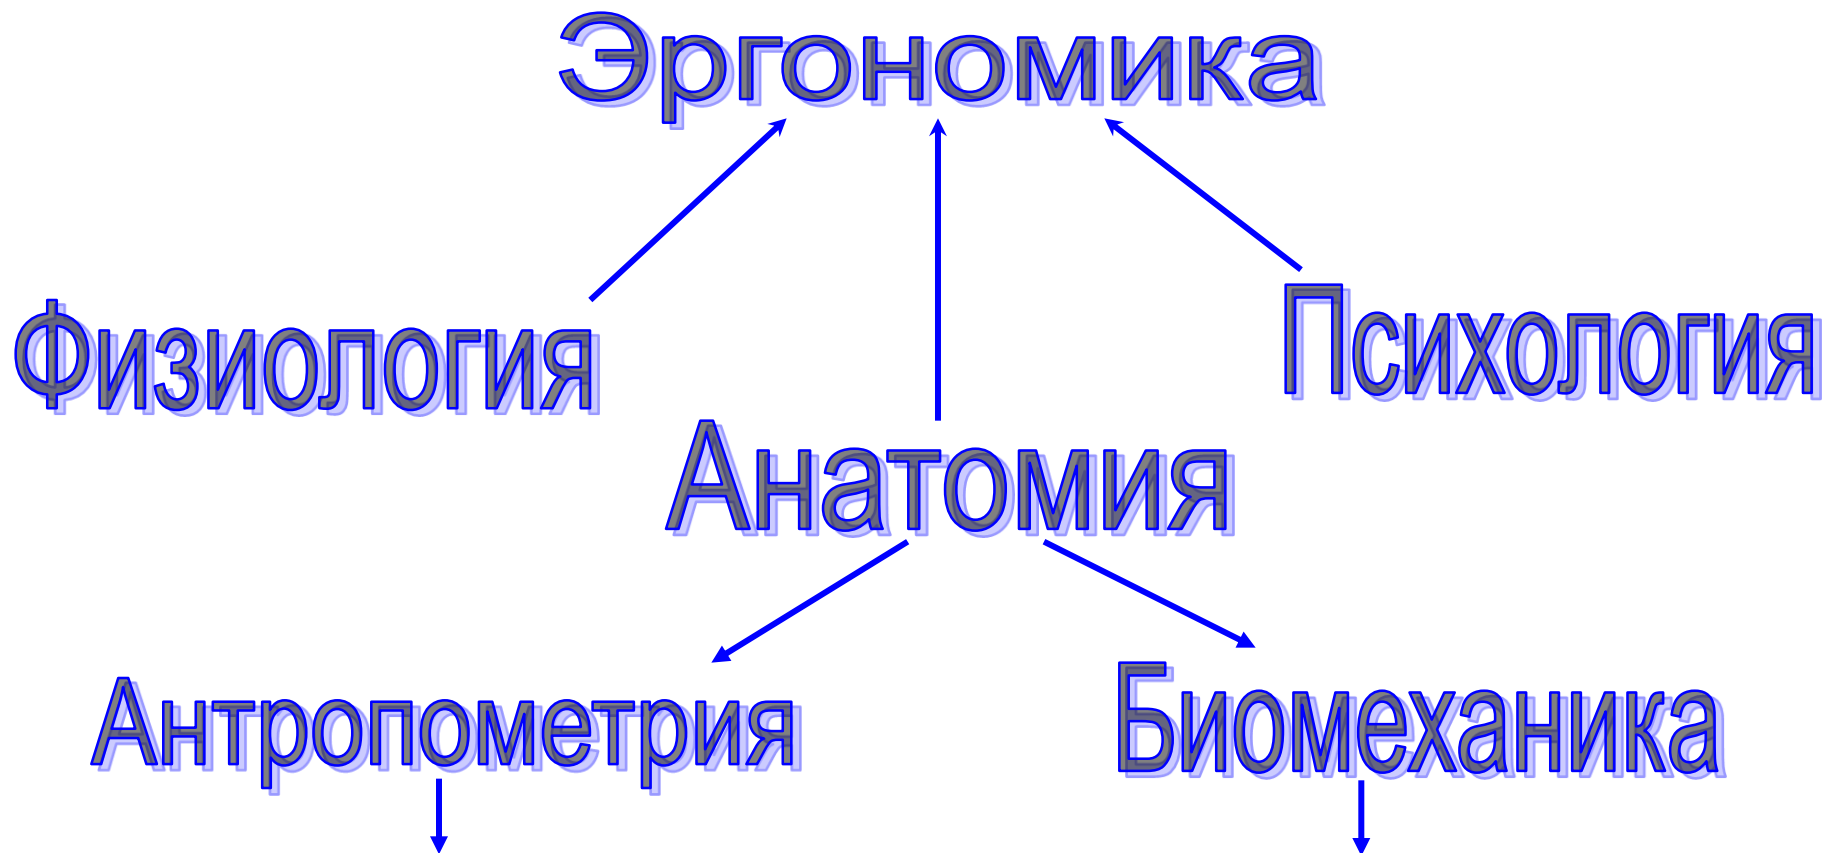 Эргономика
Физиология
Психология
Анатомия
Антропометрия
Биомеханика